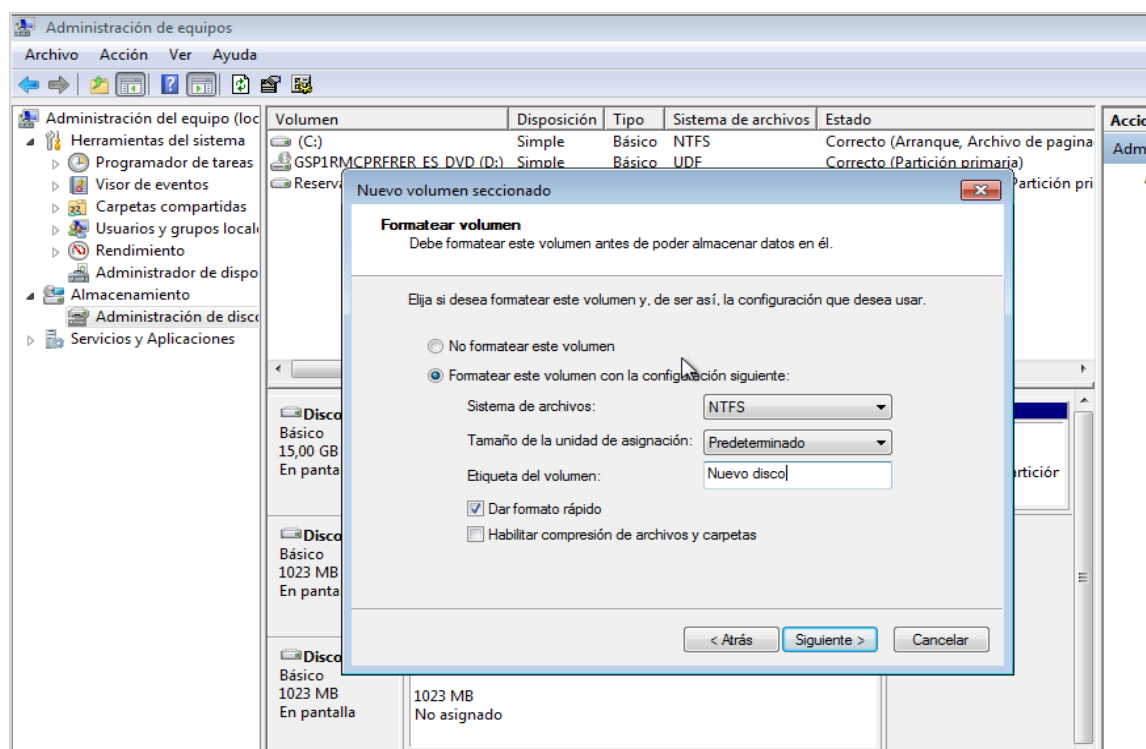 Administración de equipos
Archivo Acción Ver Ayuda
Administración del equipo (loc
Herramientas del sistema
Programador de tareas
Visor de eventos
Carpetas compartidas
Usuarios y grupos local
Rendimiento
Administrador de dispo
Almacenamiento
Administración de disc
Servicios y Aplicaciones
Volumen Disposición Tipo Sistema de archivos Estado
(C:) Simple Básico NTFS Correcto (Arranque, Archivo de pagina
GSP1RMCPRFRER_ES_DVD (D:) Simple Básico UDF Correcto (Partición primaria)
Reserva Partición pri
Accio
Adm
Nuevo volumen seccionado
Formatear volumen
Debe formatear este volumen antes de poder almacenar datos en él.
Elija si desea formatear este volumen y, de ser así, la configuración que desea usar.
No formatear este volumen
Formatear este volumen con la configuración siguiente:
Sistema de archivos: NTFS
Tamaño de la unidad de asignación: Predeterminado
Etiqueta del volumen: Nuevo disco
Dar formato rápido
Habilitar compresión de archivos y carpetas
< Atrás Siguiente > Cancelar
Disco
Básico
15,00 GB
En panta
artición
Disco
Básico
1023 MB
En panta
Disco
Básico
1023 MB
En pantalla
1023 MB
No asignado